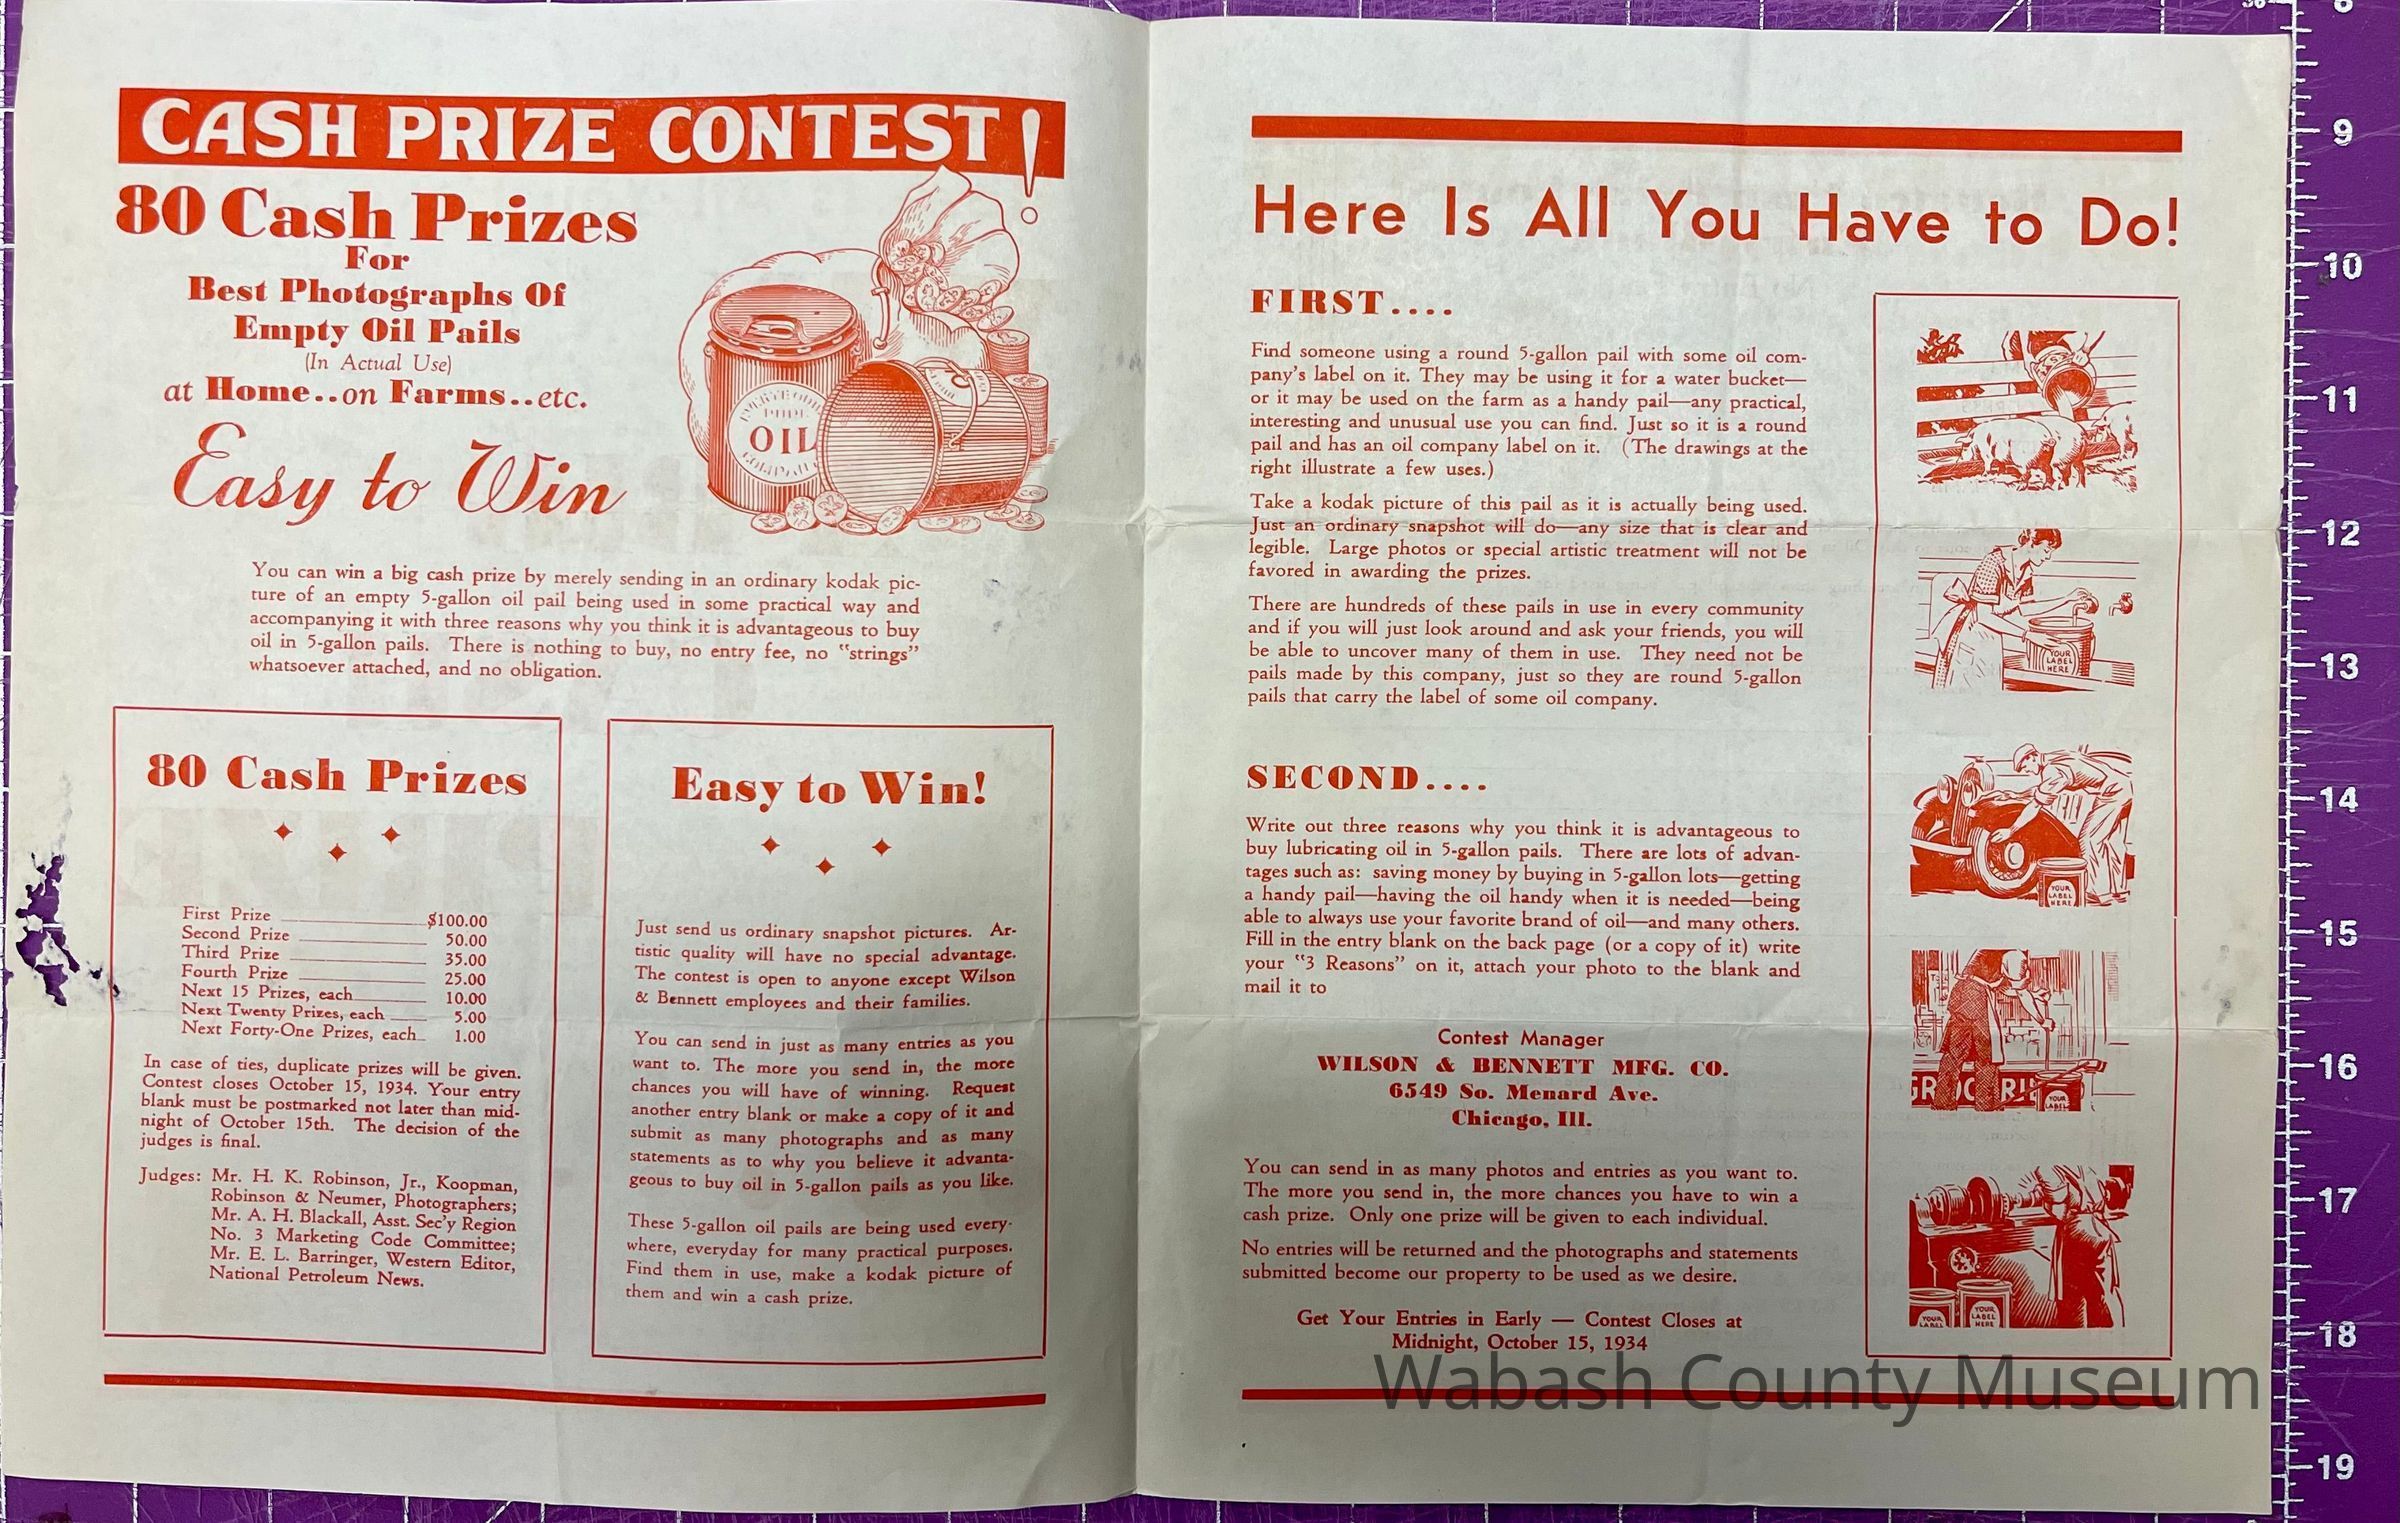 CASH PRIZE CONTEST!
80 Cash Prizes
For
Best Photographs Of
Empty Oil Pails
(In Actual Use)
at Home..on Farms..etc.
Easy to Win
PURE
OIL
COMPANY
You can win a big cash prize by merely sending in an ordinary kodak pic-
ture of an empty 5-gallon oil pail being used in some practical way and
accompanying it with three reasons why you think it is advantageous to buy
oil in 5-gallon pails. There is nothing to buy, no entry fee, no "strings"
whatsoever attached, and no obligation.
80 Cash Prizes
First Prize $100.00
Second Prize 50.00
Third Prize 35.00
Fourth Prize 25.00
Next 15 Prizes, each 10.00
Next Twenty Prizes, each 5.00
Next Forty-One Prizes, each 1.00
In case of ties, duplicate prizes will be given.
Contest closes October 15, 1934. Your entry
blank must be postmarked not later than mid-
night of October 15th. The decision of the
judges is final.
Judges: Mr. H. K. Robinson, Jr., Koopman,
Robinson & Neumer, Photographers;
Mr. A. H. Blackall, Asst. Sec'y Region
No. 3 Marketing Code Committee;
Mr. E. L. Barringer, Western Editor,
National Petroleum News.
Easy to Win!
Just send us ordinary snapshot pictures. Ar-
tistic quality will have no special advantage.
The contest is open to anyone except Wilson
& Bennett employees and their families.
You can send in just as many entries as you
want to. The more you send in, the more
chances you will have of winning. Request
another entry blank or make a copy of it and
submit as many photographs and as many
statements as to why you believe it advanta-
geous to buy oil in 5-gallon pails as you like.
These 5-gallon oil pails are being used every-
where, everyday for many practical purposes.
Find them in use, make a kodak picture of
them and win a cash prize.
Here Is All You Have to Do!
FIRST....
Find someone using a round 5-gallon pail with some oil com-
pany's label on it. They may be using it for a water bucket—
or it may be used on the farm as a handy pail—any practical,
interesting and unusual use you can find. Just so it is a round
pail and has an oil company label on it. (The drawings at the
right illustrate a few uses.)
Take a kodak picture of this pail as it is actually being used.
Just an ordinary snapshot will do—any size that is clear and
legible. Large photos or special artistic treatment will not be
favored in awarding the prizes.
There are hundreds of these pails in use in every community
and if you will just look around and ask your friends, you will
be able to uncover many of them in use. They need not be
pails made by this company, just so they are round 5-gallon
pails that carry the label of some oil company.
SECOND....
Write out three reasons why you think it is advantageous to
buy lubricating oil in 5-gallon pails. There are lots of advan-
tages such as: saving money by buying in 5-gallon lots—getting
a handy pail—having the oil handy when it is needed—being
able to always use your favorite brand of oil—and many others.
Fill in the entry blank on the back page (or a copy of it) write
your "3 Reasons" on it, attach your photo to the blank and
mail it to
Contest Manager
WILSON & BENNETT MFG. CO.
6549 So. Menard Ave.
Chicago, Ill.
You can send in as many photos and entries as you want to.
The more you send in, the more chances you have to win a
cash prize. Only one prize will be given to each individual.
No entries will be returned and the photographs and statements
submitted become our property to be used as we desire.
Get Your Entries in Early — Contest Closes at
Midnight, October 15, 1934
YOUR
LABEL
HERE
YOUR
LABEL
HERE
YOUR
LABEL
YOUR
LABEL
YOUR
LABEL
HERE
Wabash County Museum
9
10
11
12
13
14
15
16
17
18
19